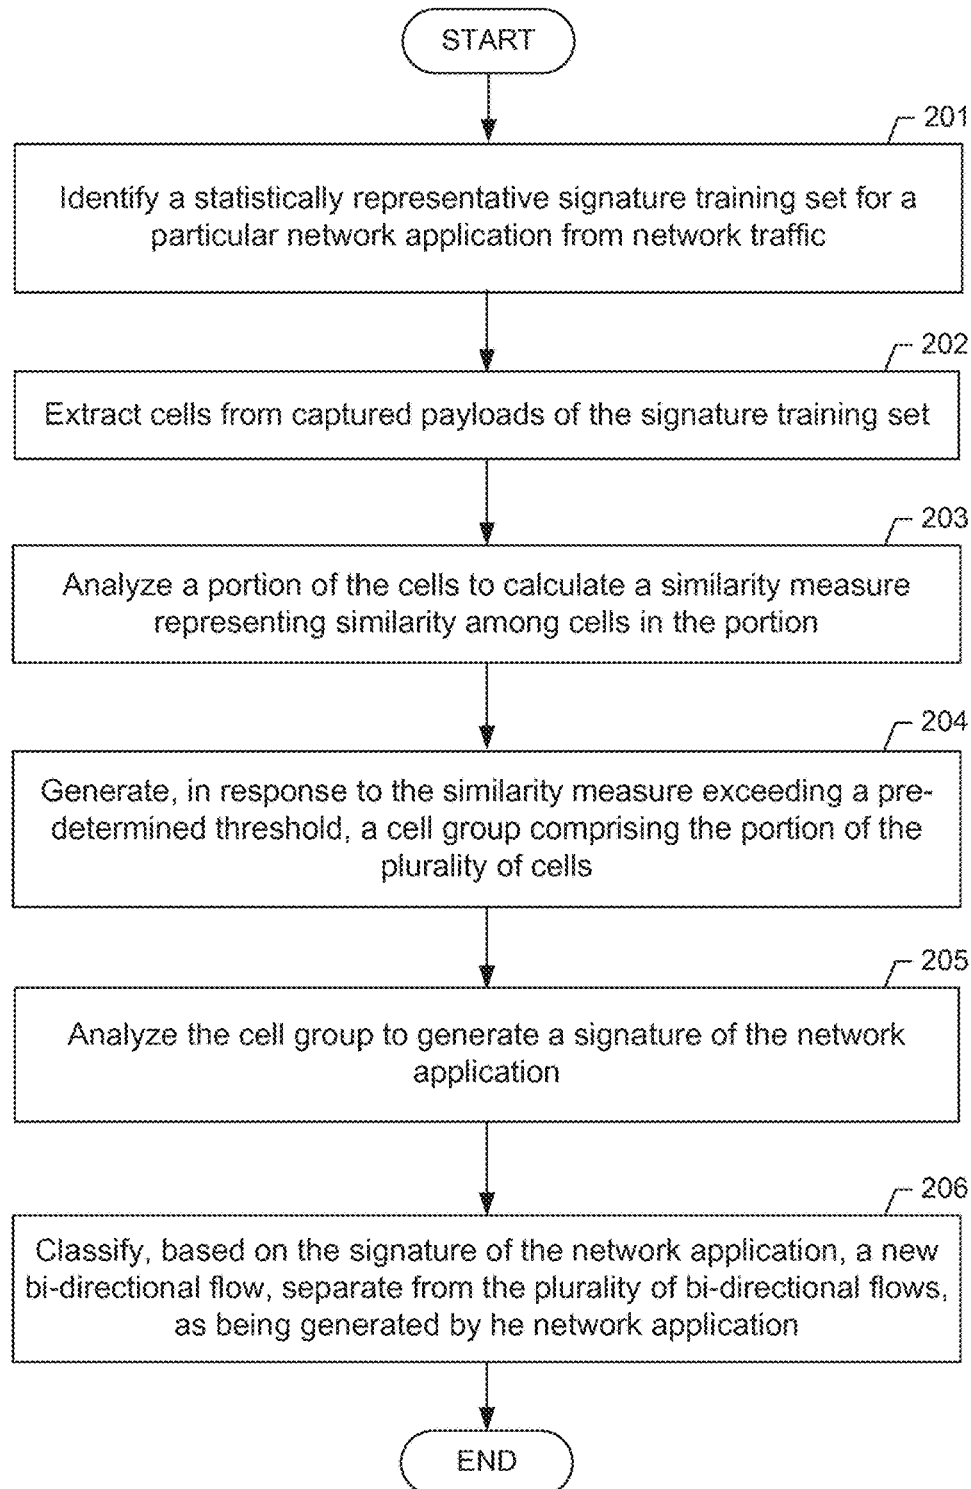 START
201
Identify a statistically representative signature training set for a
particular network application from network traffic
202
Extract cells from captured payloads of the signature training set
203
Analyze a portion of the cells to calculate a similarity measure
representing similarity among cells in the portion
204
Generate, in response to the similarity measure exceeding a pre-
determined threshold, a cell group comprising the portion of the
plurality of cells
205
Analyze the cell group to generate a signature of the network
application
206
Classify, based on the signature of the network application, a new
bi-directional flow, separate from the plurality of bi-directional flows,
as being generated by he network application
END